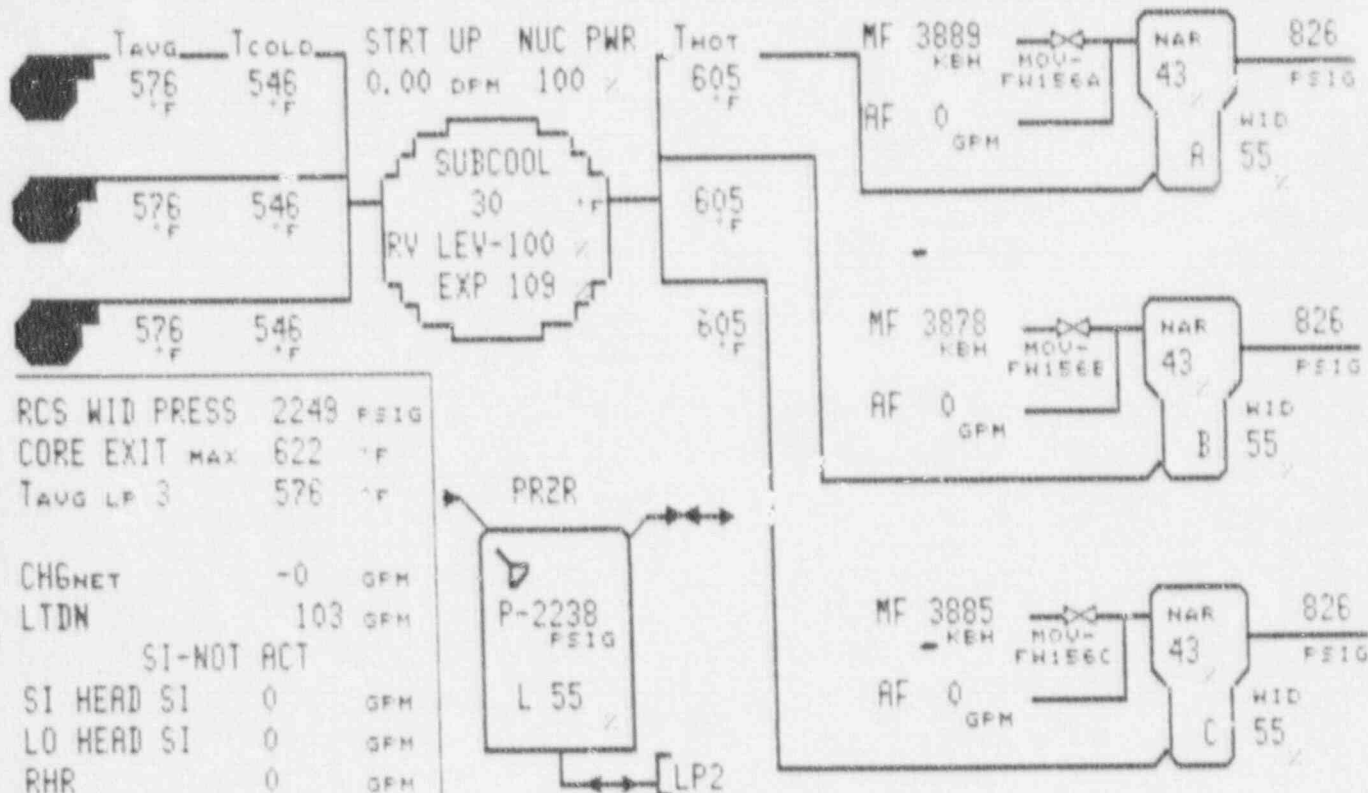 TAVG TCOLD STRT UP NUC PWR THOT
576 °F 546 °F 0.00 DPM 100 % 605 °F
MF 3889 KBH MOV-FW156A NAR 43 % 826 PSIG
AF 0 GPM A WID 55 %
576 °F 546 °F 605 °F
576 °F 546 °F 605 °F
SUBCOOL
30 °F
RV LEV-100 %
EXP 109 %
MF 3878 KBH MOV-FW156B NAR 43 % 826 PSIG
AF 0 GPM B WID 55 %
RCS WID PRESS 2249 PSIG
CORE EXIT MAX 622 °F
TAVG LP 3 576 °F
CHGNET -0 GPM
LTDN 103 GPM
SI-NOT ACT
SI HEAD SI 0 GPM
LO HEAD SI 0 GPM
RHR 0 GPM
PRZR
P-2238 PSIG
L 55 %
LP2
MF 3885 KBH MOV-FW156C NAR 43 % 826 PSIG
AF 0 GPM C WID 55 %